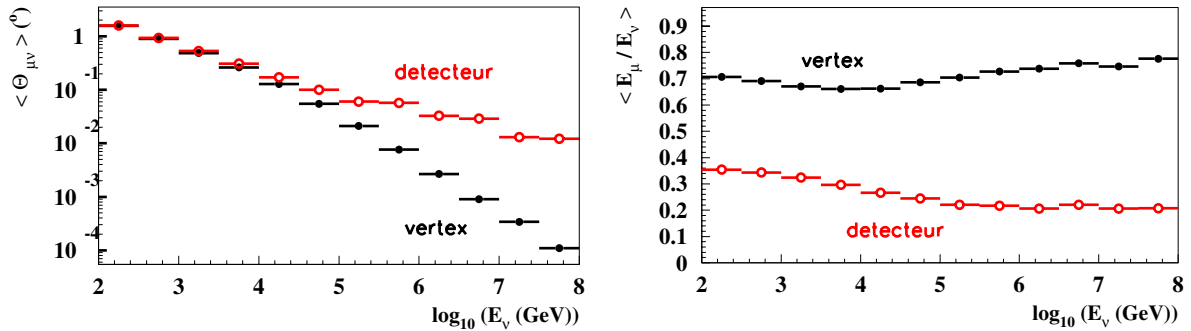 < Θ μν > (°)
1
10 -1
10 -2
10 -3
10 -4
detecteur
vertex
2 3 4 5 6 7 8
log10 (Eν (GeV))
< Eμ / Eν >
0.9
0.8
0.7
0.6
0.5
0.4
0.3
0.2
0.1
0
vertex
detecteur
2 3 4 5 6 7 8
log10 (Eν (GeV))